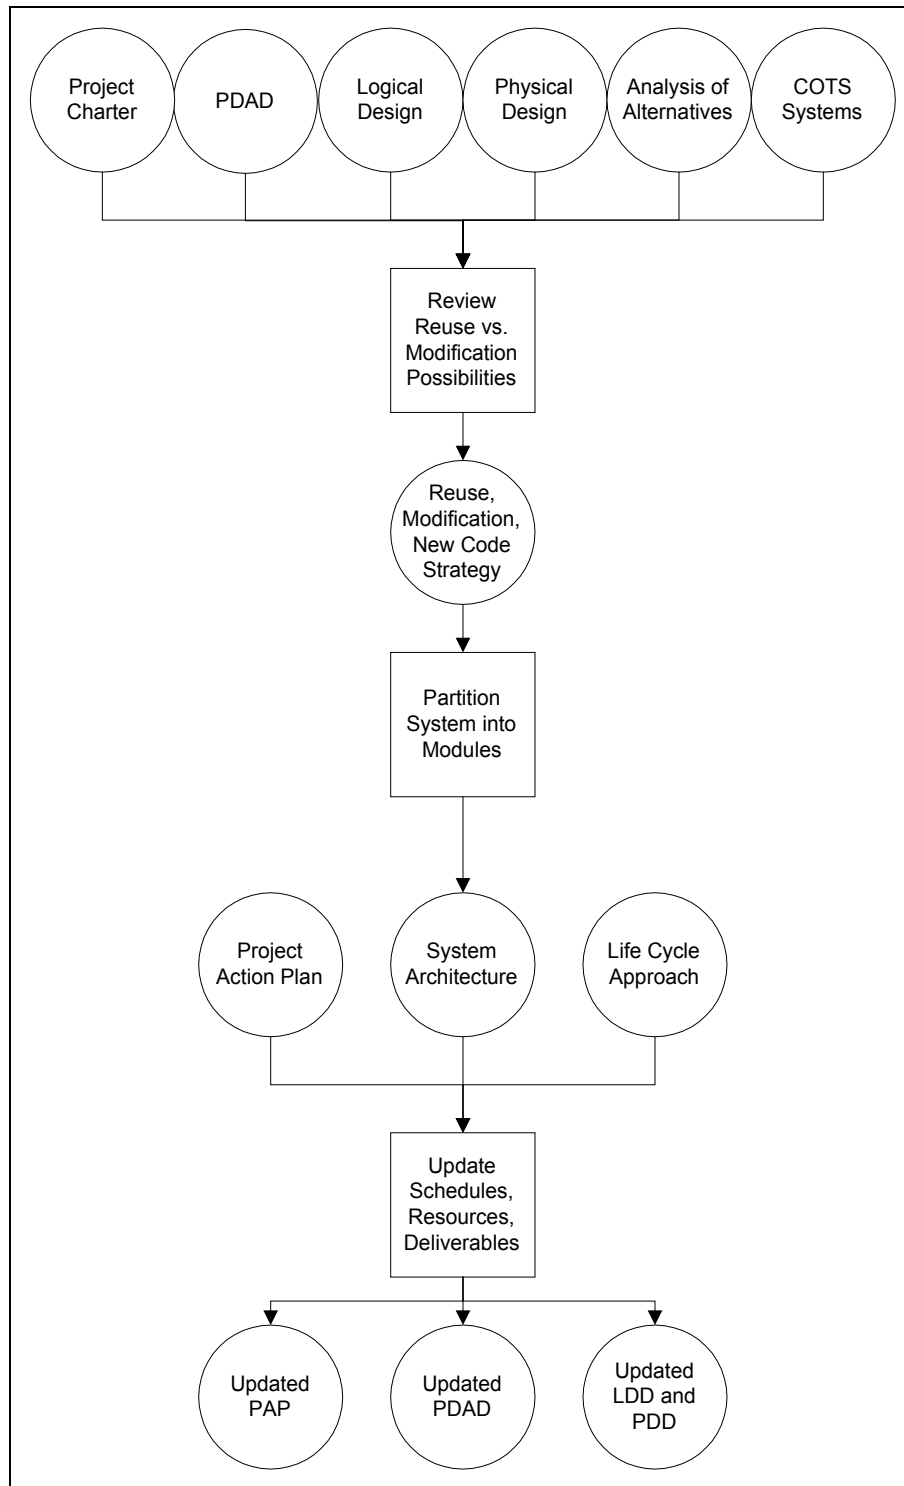 Project
Charter
PDAD
Logical
Design
Physical
Design
Analysis of
Alternatives
COTS
Systems
Review
Reuse vs.
Modification
Possibilities
Reuse,
Modification,
New Code
Strategy
Partition
System into
Modules
Project
Action Plan
System
Architecture
Life Cycle
Approach
Update
Schedules,
Resources,
Deliverables
Updated
PAP
Updated
PDAD
Updated
LDD and
PDD